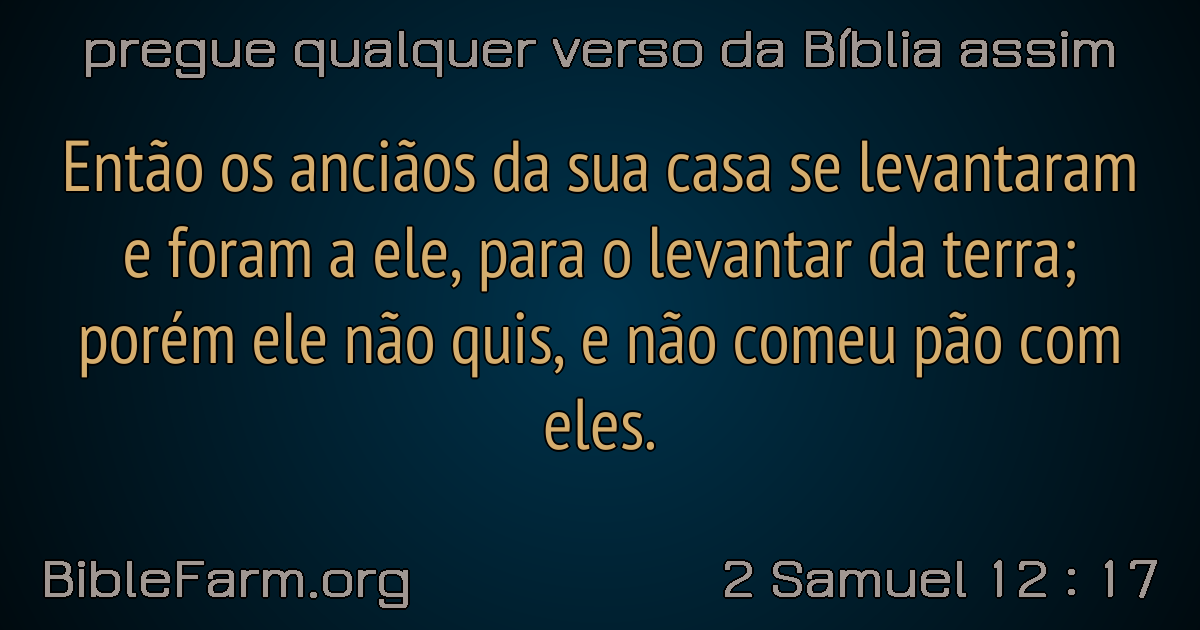 pregue qualquer verso da Bíblia assim
Então os anciãos da sua casa se levantaram
e foram a ele, para o levantar da terra;
porém ele não quis, e não comeu pão com
eles.
BibleFarm.org
2 Samuel 12 : 17